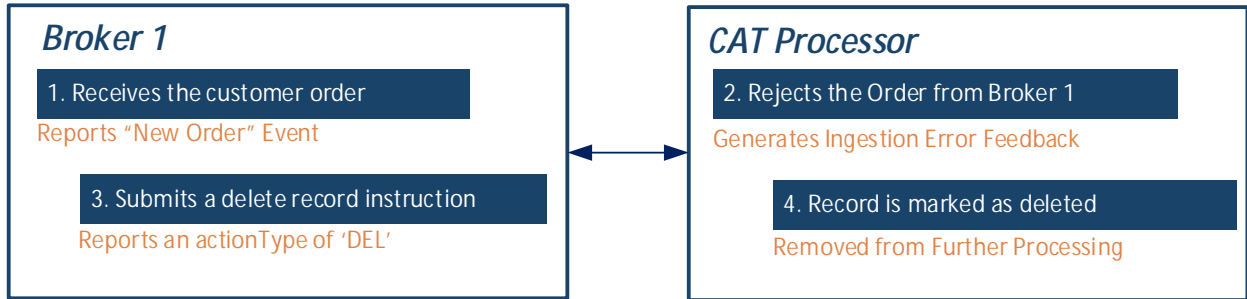 Broker 1
1. Receives the customer order
Reports “New Order” Event
3. Submits a delete record instruction
Reports an actionType of ‘DEL’
CAT Processor
2. Rejects the Order from Broker 1
Generates Ingestion Error Feedback
4. Record is marked as deleted
Removed from Further Processing